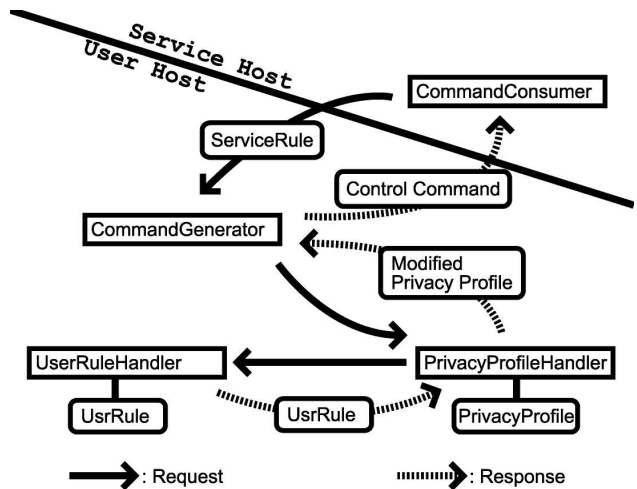 Service Host
User Host
CommandConsumer
ServiceRule
Control Command
CommandGenerator
Modified
Privacy Profile
UserRuleHandler
PrivacyProfileHandler
UsrRule
UsrRule
PrivacyProfile
: Request
: Response